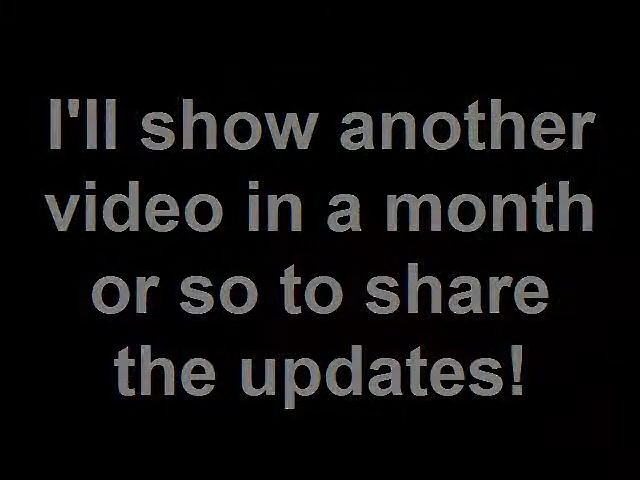 I'll show another
video in a month
or so to share
the updates!